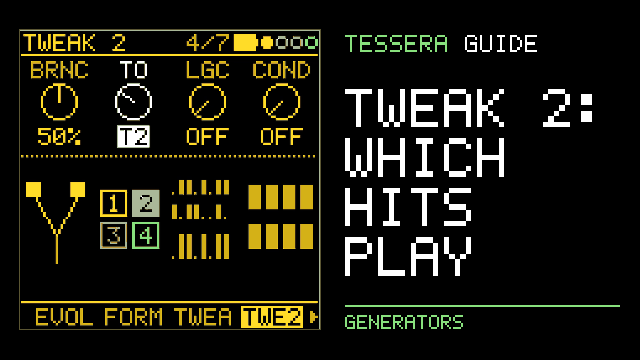 TWEAK 2 4/7
BRNC TO LGC COND
50% T2 OFF OFF
1 2
3 4
EVOL FORM TWEA TWE2
TESSERA GUIDE
TWEAK 2:
WHICH
HITS
PLAY
GENERATORS